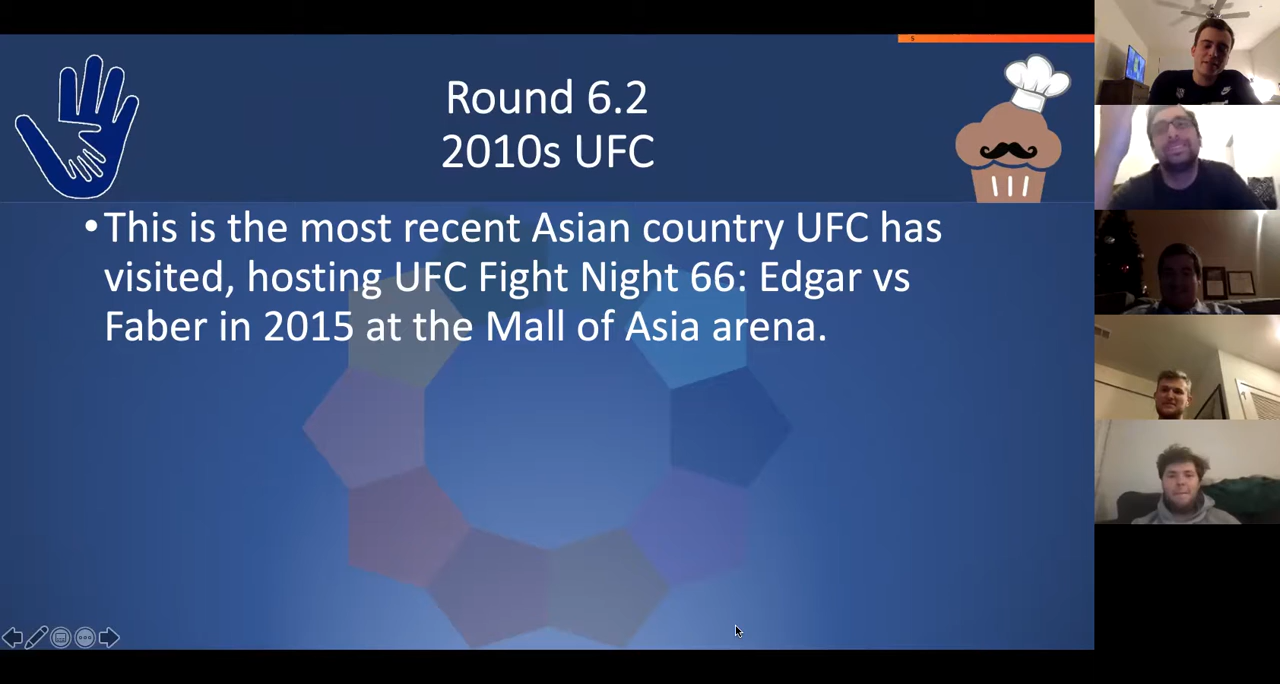 5
Round 6.2
2010s UFC
•This is the most recent Asian country UFC has
visited, hosting UFC Fight Night 66: Edgar vs
Faber in 2015 at the Mall of Asia arena.